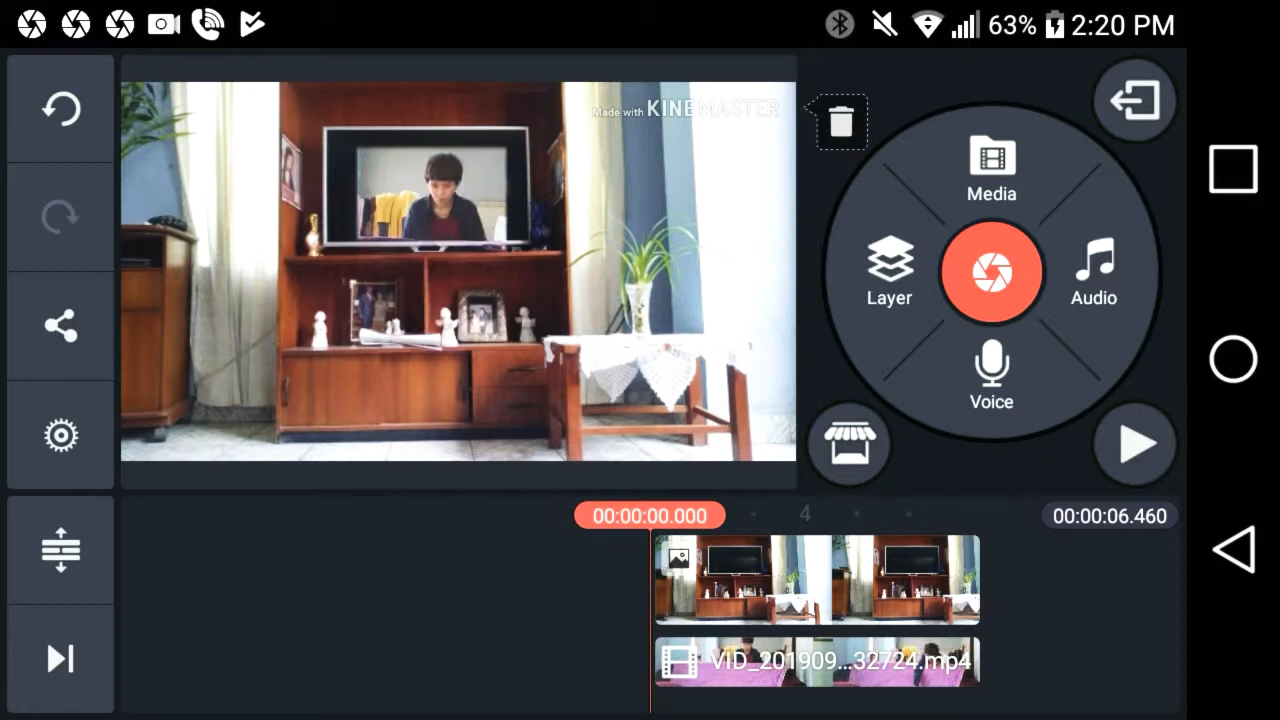 63% 2:20 PM
Made with KINEMASTER
Media
Layer
Audio
Voice
00:00:00.000
4
00:00:06.460
VID_201909...32724.mp4